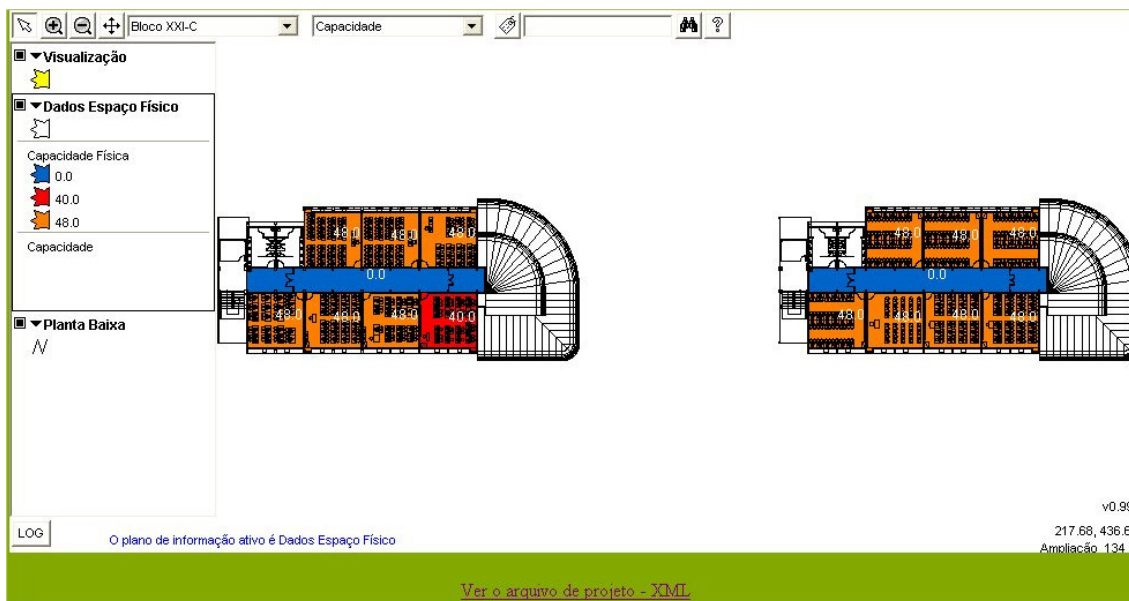 Bloco XXI-C Capacidade ?
Visualização
Dados Espaço Físico
Capacidade Física
0.0
40.0
48.0
Capacidade
Planta Baixa
48.0 48.0 48.0
0.0
48.0 48.0 48.0 40.0
48.0 48.0 48.0
0.0
48.0 48.0 48.0 48.0
v0.99
LOG
O plano de informação ativo é Dados Espaço Físico
217.68, 436.6
Ampliação 134
Ver o arquivo de projeto - XML